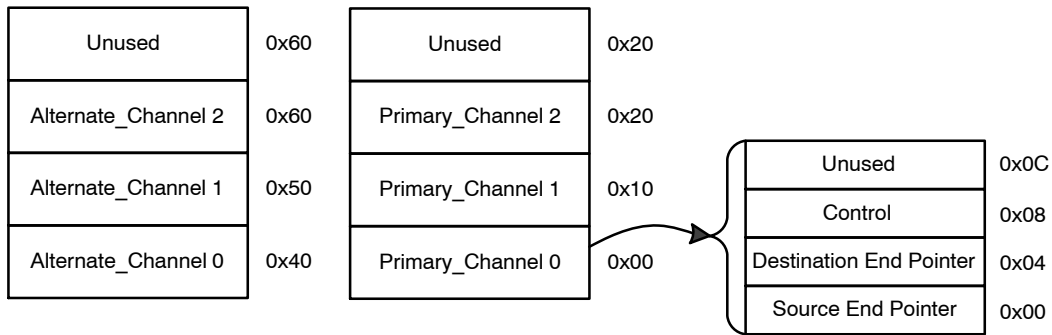 Unused 0x60
Alternate_Channel 2 0x60
Alternate_Channel 1 0x50
Alternate_Channel 0 0x40
Unused 0x20
Primary_Channel 2 0x20
Primary_Channel 1 0x10
Primary_Channel 0 0x00
Unused 0x0C
Control 0x08
Destination End Pointer 0x04
Source End Pointer 0x00